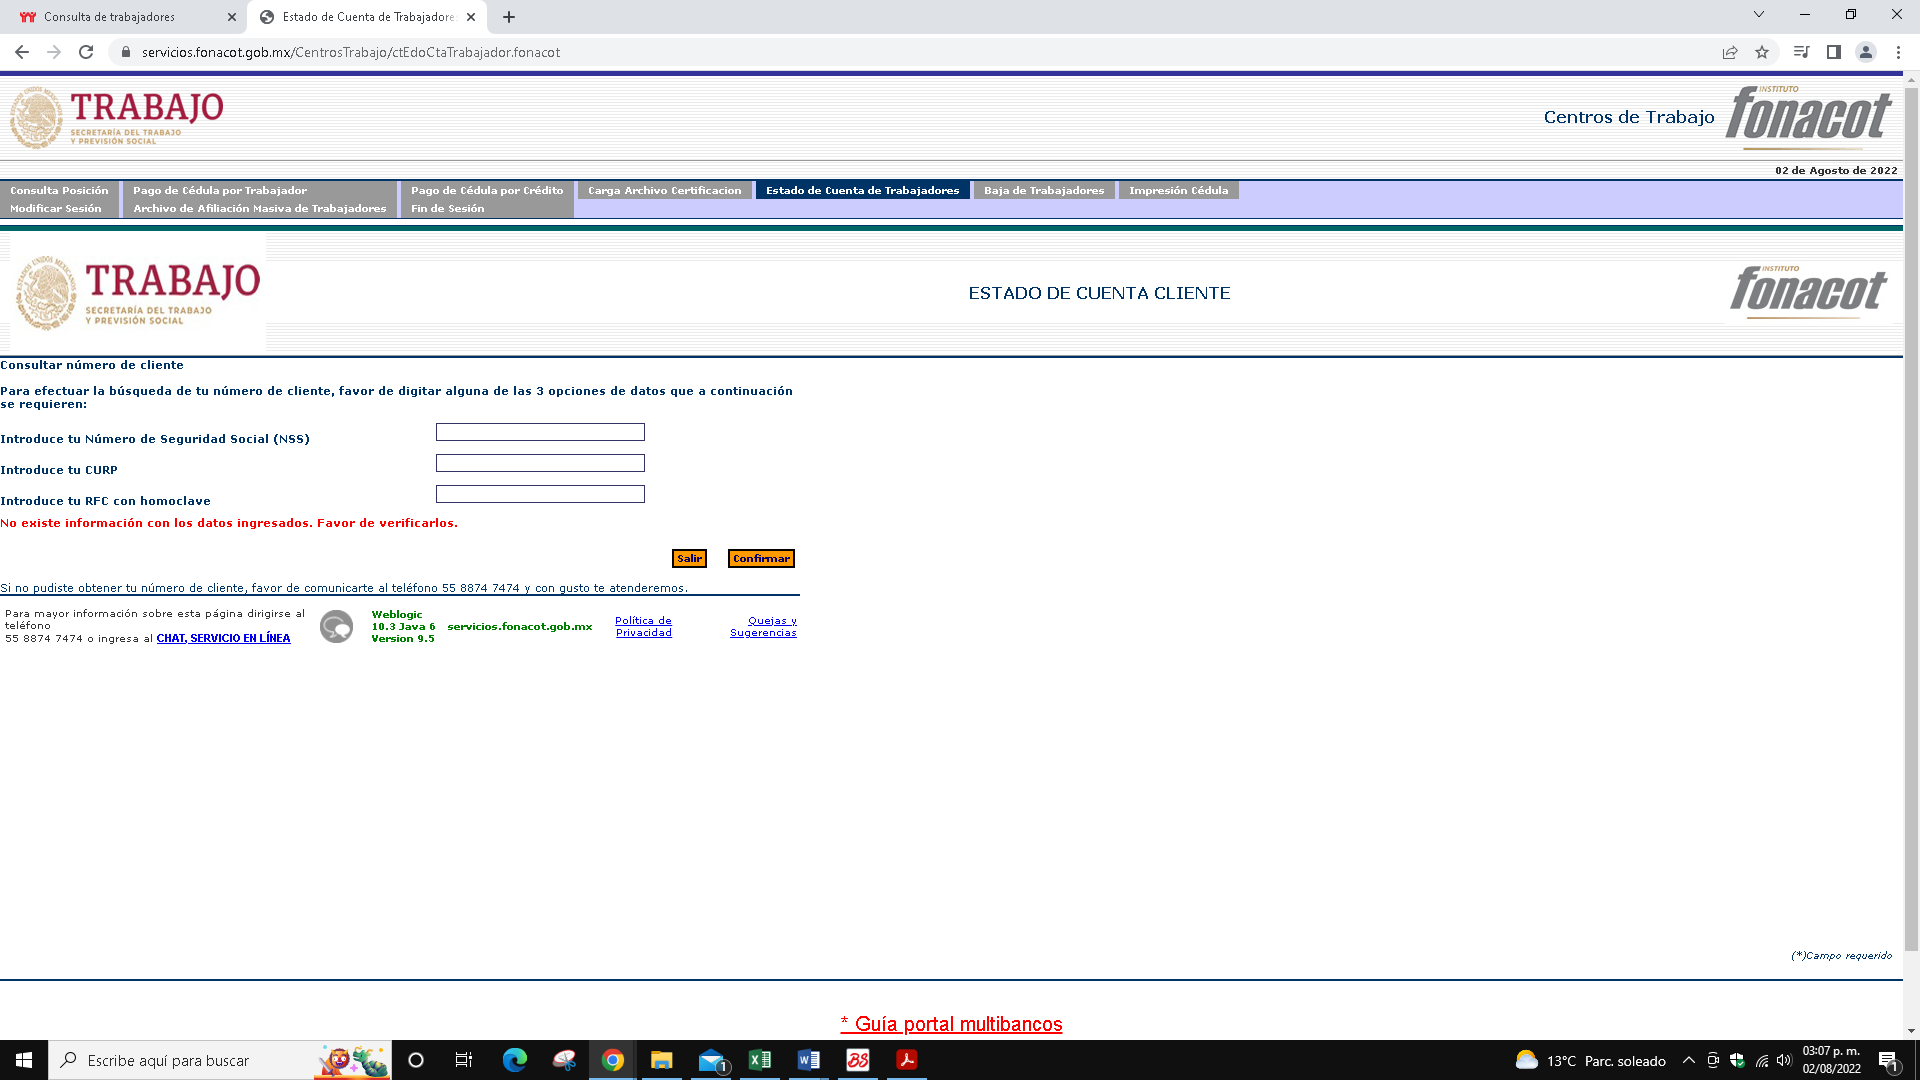 Consulta de trabajadores
Estado de Cuenta de Trabajadore
servicios.fonacot.gob.mx/CentrosTrabajo/ctEdoCtaTrabajador.fonacot
TRABAJO
SECRETARÍA DEL TRABAJO
Y PREVISIÓN SOCIAL
Centros de Trabajo
INSTITUTO
fonacot
02 de Agosto de 2022
Consulta Posición
Pago de Cédula por Trabajador
Pago de Cédula por Crédito
Carga Archivo Certificacion
Estado de Cuenta de Trabajadores
Baja de Trabajadores
Impresión Cédula
Modificar Sesión
Archivo de Afiliación Masiva de Trabajadores
Fin de Sesión
TRABAJO
SECRETARÍA DEL TRABAJO
Y PREVISIÓN SOCIAL
ESTADO DE CUENTA CLIENTE
INSTITUTO
fonacot
Consultar número de cliente
Para efectuar la búsqueda de tu número de cliente, favor de digitar alguna de las 3 opciones de datos que a continuación
se requieren:
Introduce tu Número de Seguridad Social (NSS)
Introduce tu CURP
Introduce tu RFC con homoclave
No existe información con los datos ingresados. Favor de verificarlos.
Salir
Confirmar
Si no pudiste obtener tu número de cliente, favor de comunicarte al teléfono 55 8874 7474 y con gusto te atenderemos.
Para mayor información sobre esta página dirigirse al
teléfono
55 8874 7474 o ingresa al CHAT, SERVICIO EN LÍNEA
Weblogic
10.3 Java 6
Version 9.5
servicios.fonacot.gob.mx
Política de
Privacidad
Quejas y
Sugerencias
(*)Campo requerido
* Guía portal multibancos
Escribe aquí para buscar
1
BS
13°C Parc. soleado
03:07 p. m.
02/08/2022
1